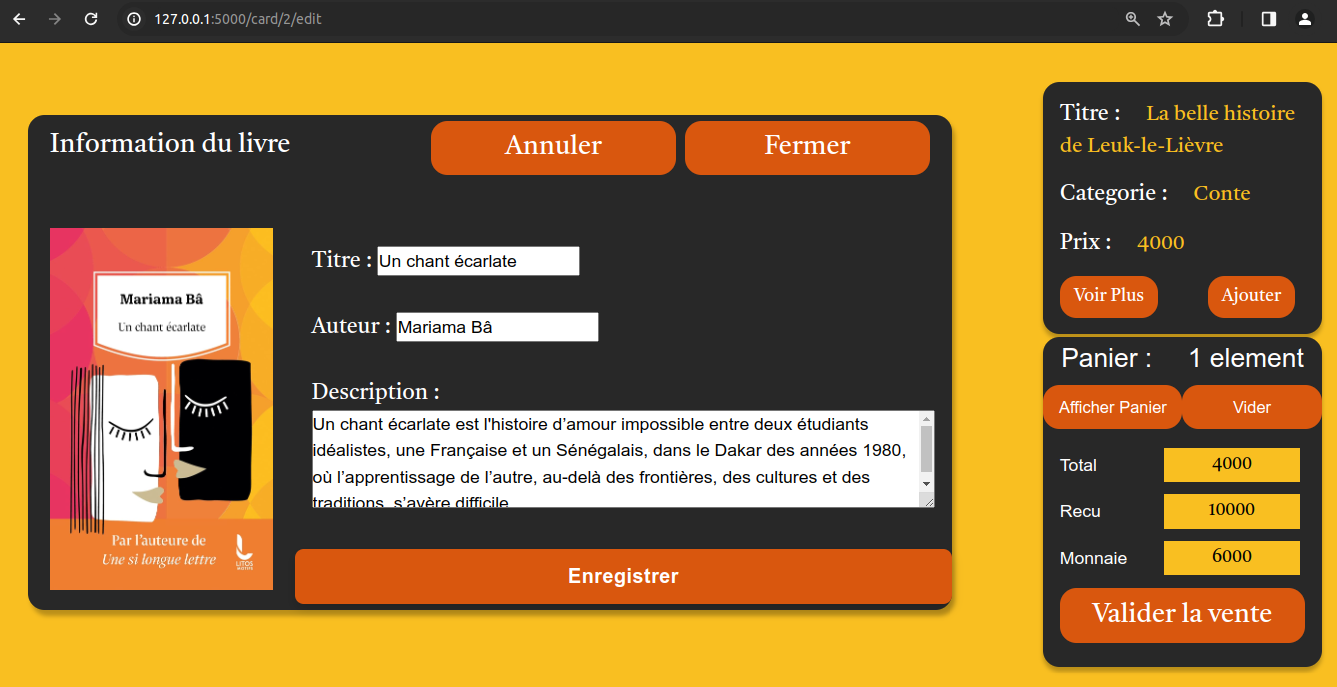 127.0.0.1:5000/card/2/edit
Information du livre
Annuler
Fermer
Mariama Bâ
Un chant écarlate
Par l'auteure de
Une si longue lettre
LITOS
Titre :
Un chant écarlate
Auteur :
Mariama Bâ
Description :
Un chant écarlate est l'histoire d’amour impossible entre deux étudiants
idéalistes, une Française et un Sénégalais, dans le Dakar des années 1980,
où l’apprentissage de l’autre, au-delà des frontières, des cultures et des
traditions, s’avère difficile
Enregistrer
Titre : La belle histoire
de Leuk-le-Lièvre
Categorie : Conte
Prix : 4000
Voir Plus
Ajouter
Panier : 1 element
Afficher Panier
Vider
Total 4000
Recu 10000
Monnaie 6000
Valider la vente